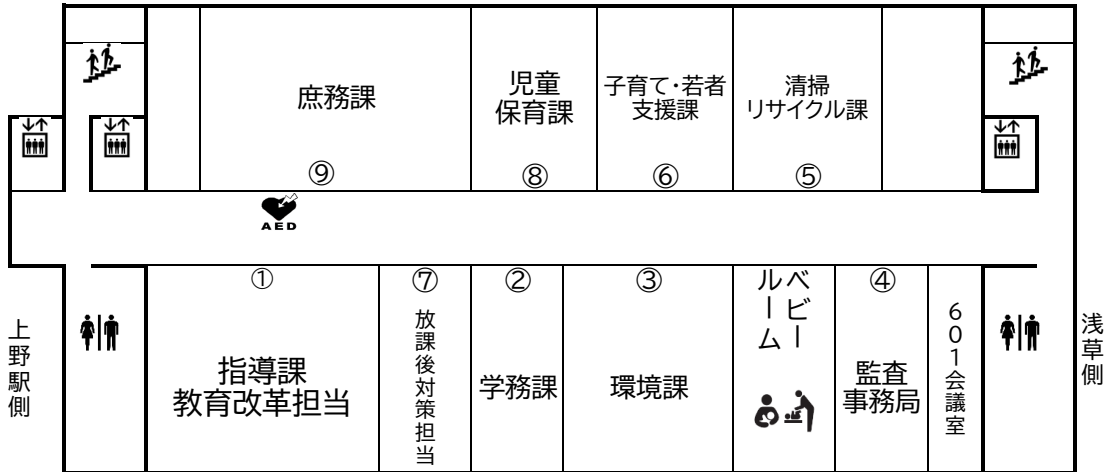 庶務課
⑨
児童
保育課
⑧
子育て・若者
支援課
⑥
清掃
リサイクル課
⑤
AED
①
指導課
教育改革担当
⑦
放課後対策担当
②
学務課
③
環境課
ベビー
ルーム
④
監査
事務局
601会議室
上野駅側
浅草側